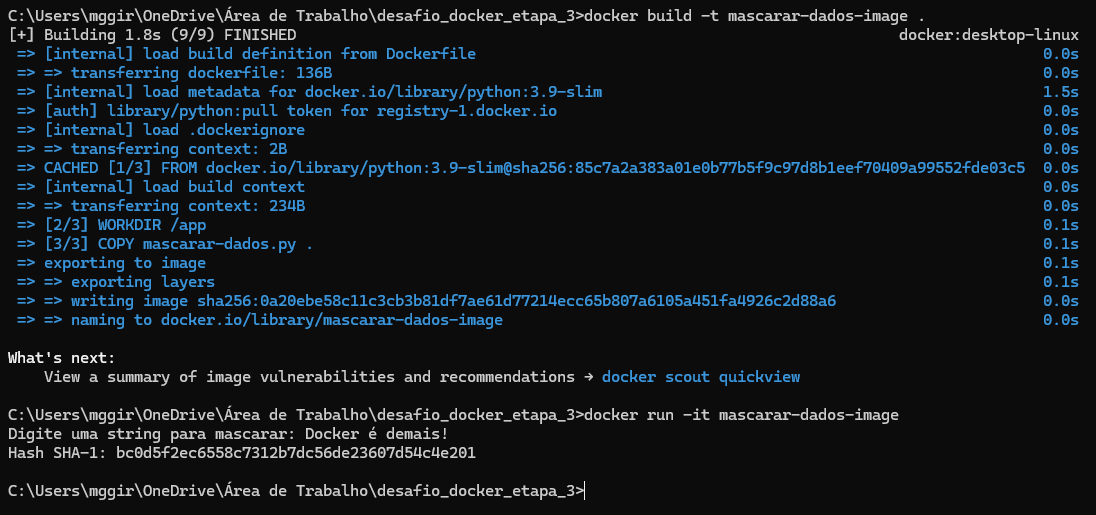 C:\Users\mggir\OneDrive\Área de Trabalho\desafio_docker_etapa_3>docker build -t mascarar-dados-image .
[+] Building 1.8s (9/9) FINISHED docker:desktop-linux
=> [internal] load build definition from Dockerfile 0.0s
=> => transferring dockerfile: 136B 0.0s
=> [internal] load metadata for docker.io/library/python:3.9-slim 1.5s
=> [auth] library/python:pull token for registry-1.docker.io 0.0s
=> [internal] load .dockerignore 0.0s
=> => transferring context: 2B 0.0s
=> CACHED [1/3] FROM docker.io/library/python:3.9-slim@sha256:85c7a2a383a01e0b77b5f9c97d8b1eef70409a99552fde03c5 0.0s
=> [internal] load build context 0.0s
=> => transferring context: 234B 0.0s
=> [2/3] WORKDIR /app 0.1s
=> [3/3] COPY mascarar-dados.py . 0.1s
=> exporting to image 0.1s
=> => exporting layers 0.1s
=> => writing image sha256:0a20ebe58c11c3cb3b81df7ae61d77214ecc65b807a6105a451fa4926c2d88a6 0.0s
=> => naming to docker.io/library/mascarar-dados-image 0.0s
What's next:
View a summary of image vulnerabilities and recommendations → docker scout quickview
C:\Users\mggir\OneDrive\Área de Trabalho\desafio_docker_etapa_3>docker run -it mascarar-dados-image
Digite uma string para mascarar: Docker é demais!
Hash SHA-1: bc0d5f2ec6558c7312b7dc56de23607d54c4e201
C:\Users\mggir\OneDrive\Área de Trabalho\desafio_docker_etapa_3>